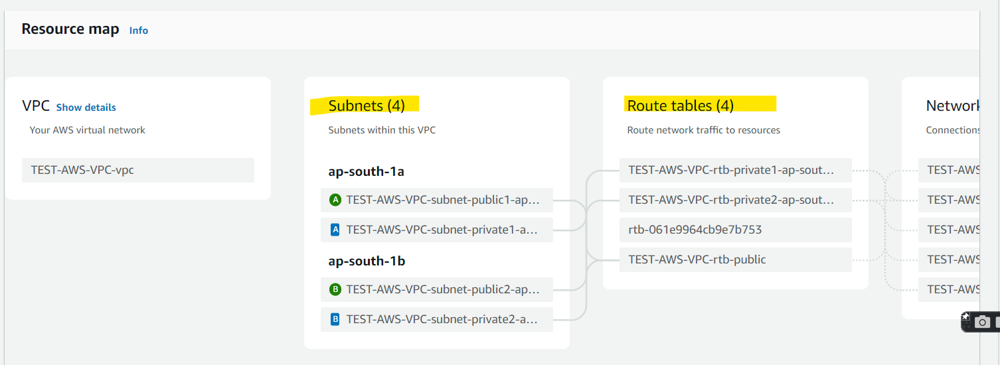 Resource map Info
VPC Show details
Your AWS virtual network
TEST-AWS-VPC-vpc
Subnets (4)
Subnets within this VPC
ap-south-1a
A TEST-AWS-VPC-subnet-public1-ap...
A TEST-AWS-VPC-subnet-private1-a...
ap-south-1b
B TEST-AWS-VPC-subnet-public2-ap...
B TEST-AWS-VPC-subnet-private2-a...
Route tables (4)
Route network traffic to resources
TEST-AWS-VPC-rtb-private1-ap-sout...
TEST-AWS-VPC-rtb-private2-ap-sout...
rtb-061e9964cb9e7b753
TEST-AWS-VPC-rtb-public
Network
Connections
TEST-AWS
TEST-AWS
TEST-AWS
TEST-AWS
TEST-AWS